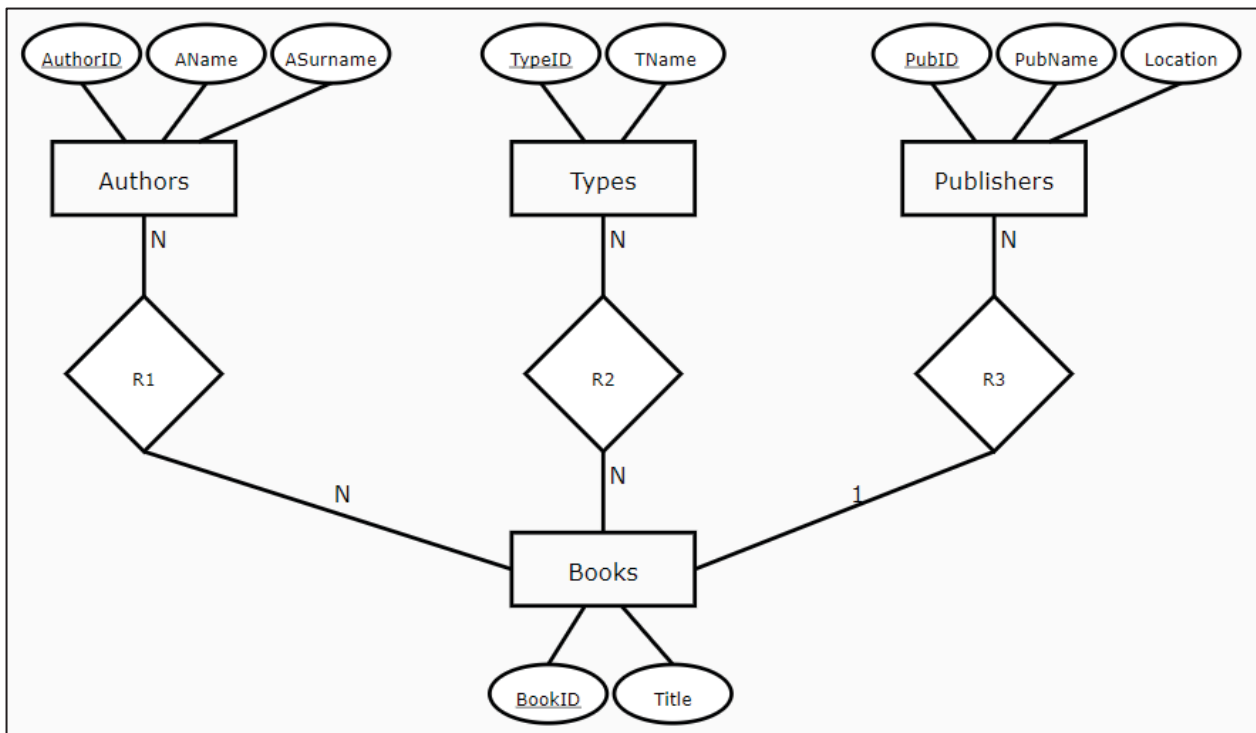 AuthorID AName ASurname TypeID TName PubID PubName Location
Authors Types Publishers
N N N
R1 R2 R3
N N 1
Books
BookID Title